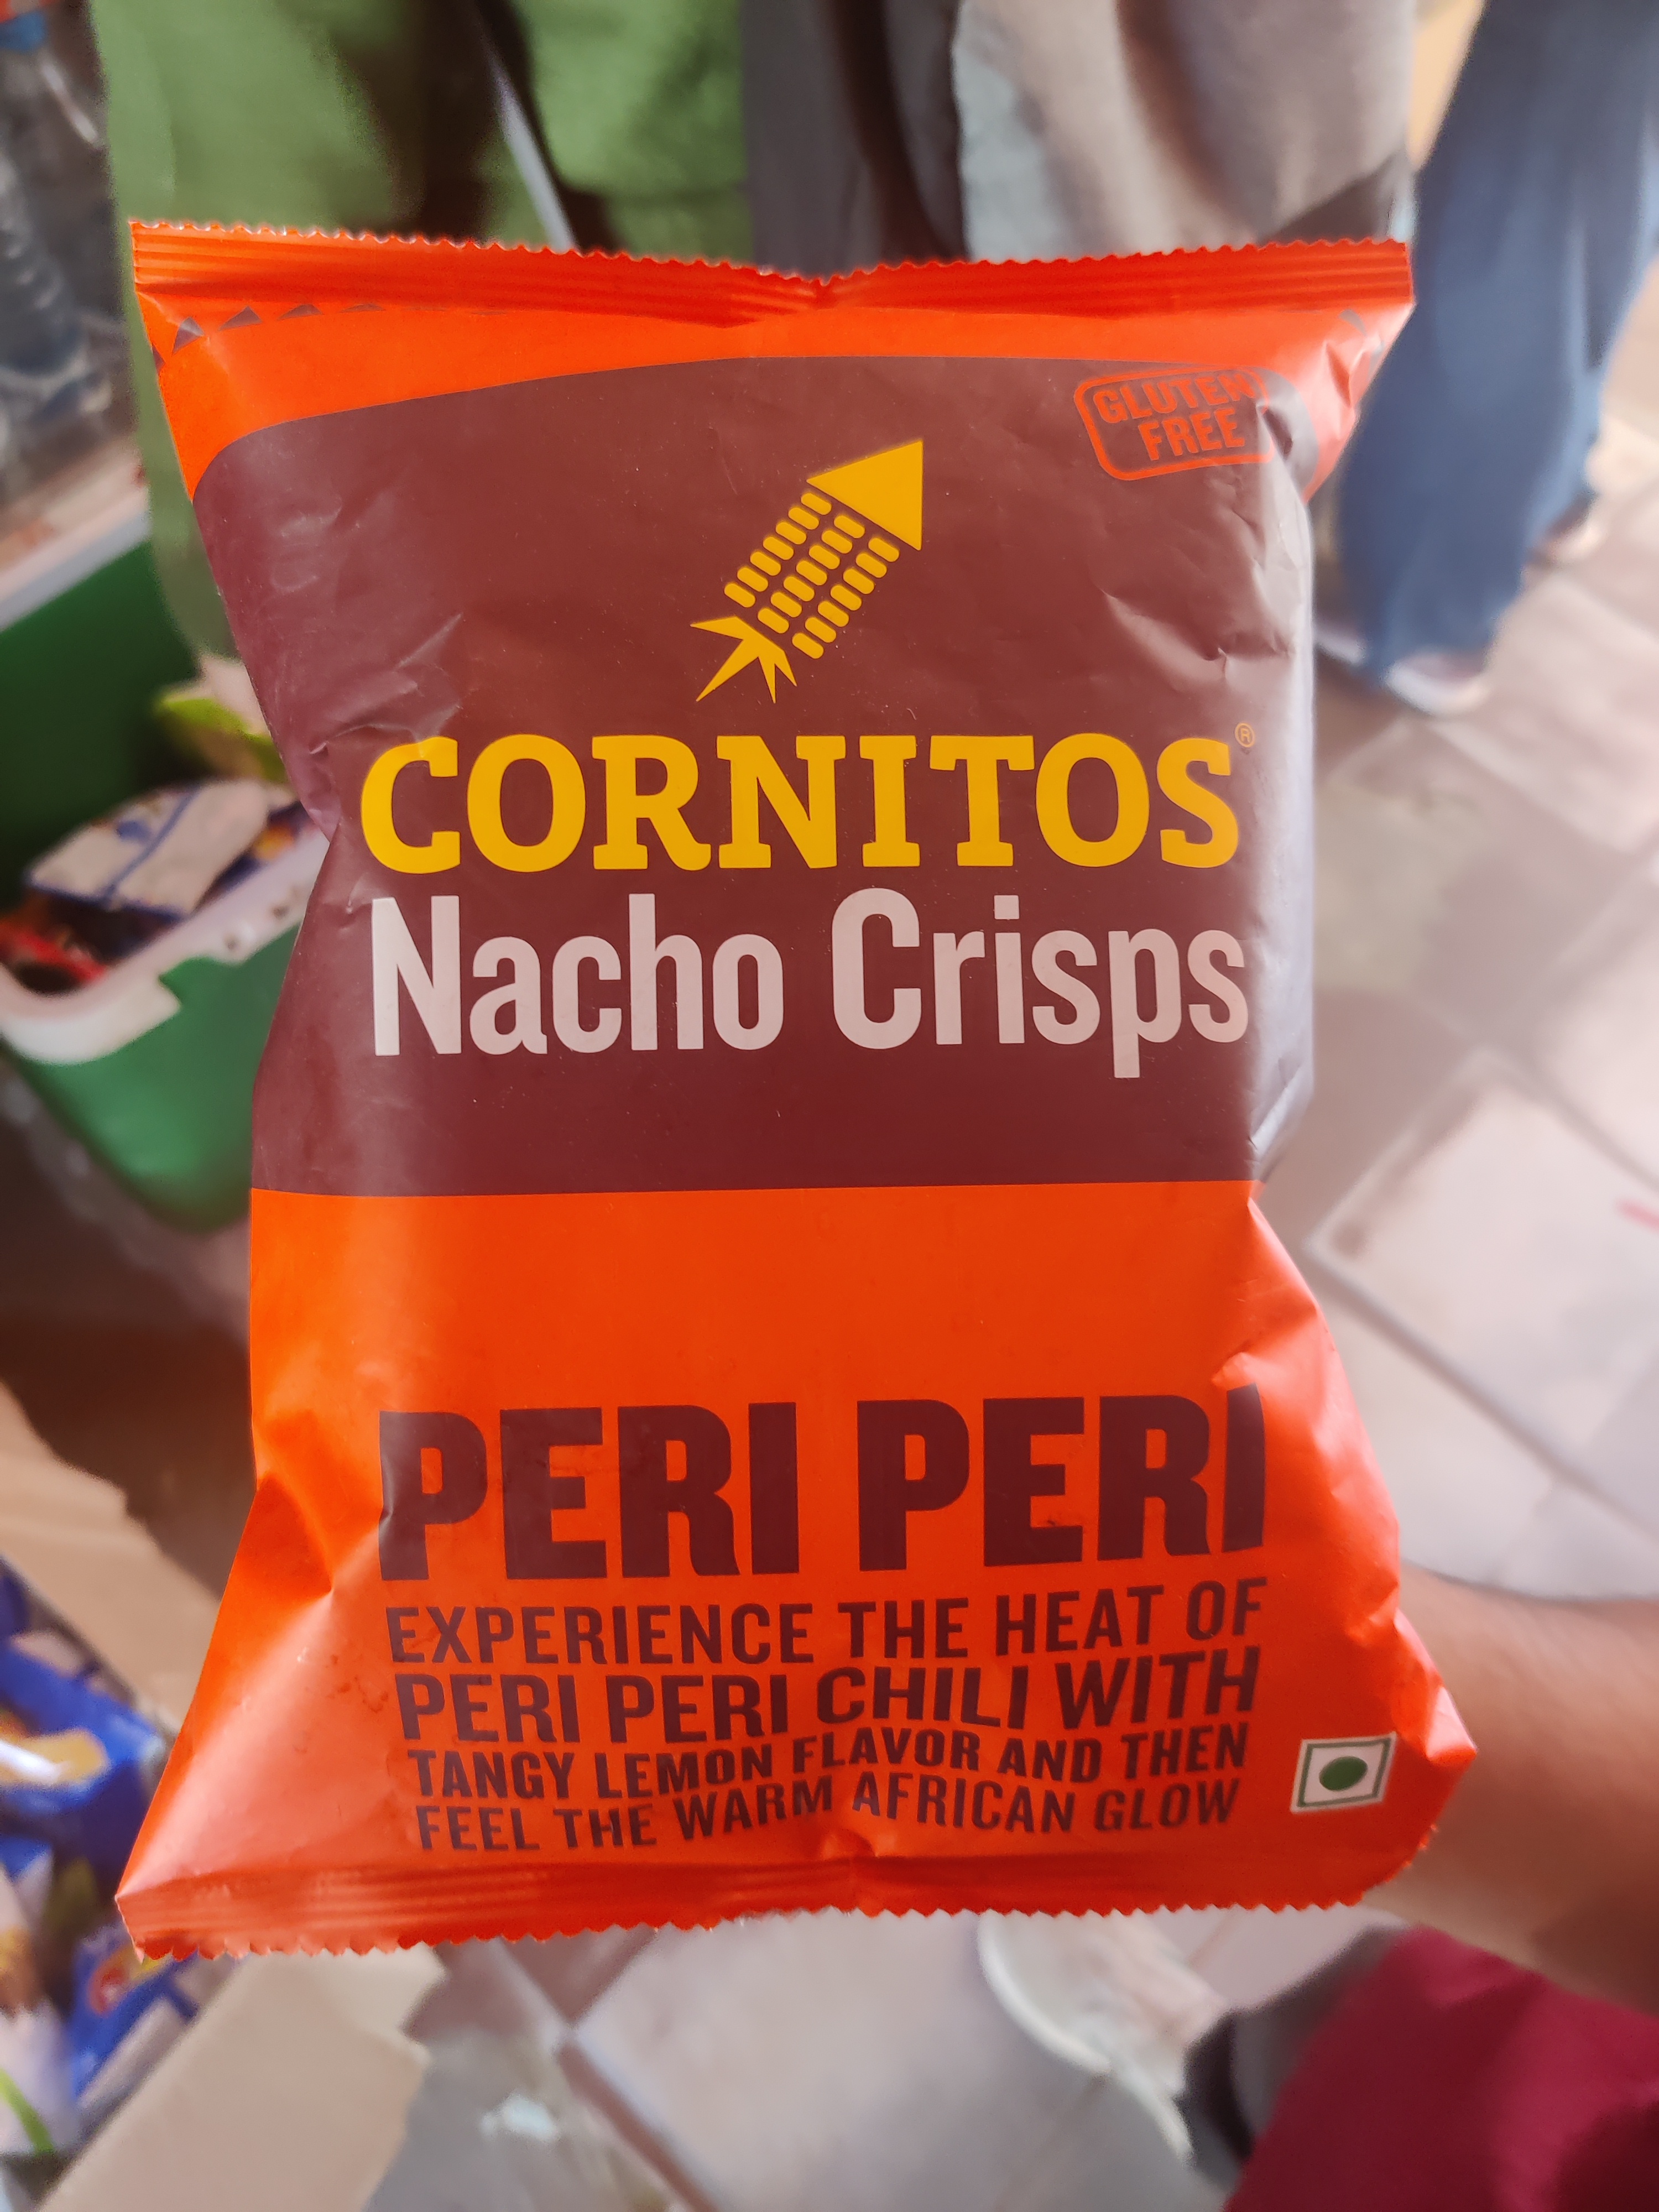 GLUTEN
FREE
CORNITOS®
Nacho Crisps
PERI PERI
EXPERIENCE THE HEAT OF
PERI PERI CHILI WITH
TANGY LEMON FLAVOR AND THEN
FEEL THE WARM AFRICAN GLOW